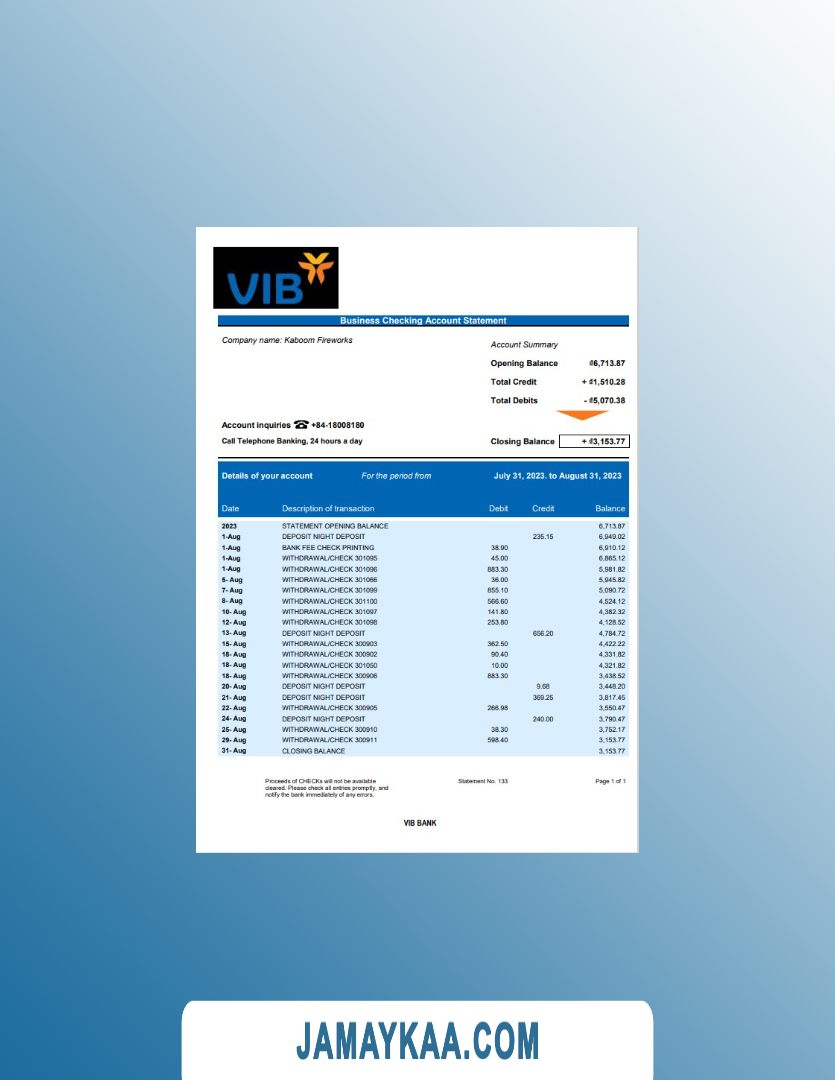 VIB
Business Checking Account Statement
Company name: Kaboom Fireworks
Account Summary
Opening Balance ₫6,713.87
Total Credit + ₫1,510.28
Total Debits - ₫5,070.38
Account inquiries ☎ +84-18008180
Call Telephone Banking, 24 hours a day
Closing Balance + ₫3,153.77
Details of your account For the period from July 31, 2023. to August 31, 2023
Date Description of transaction Debit Credit Balance
2023 STATEMENT OPENING BALANCE 6,713.87
1-Aug DEPOSIT NIGHT DEPOSIT 235.15 6,949.02
1-Aug BANK FEE CHECK PRINTING 38.90 6,910.12
1-Aug WITHDRAWAL/CHECK 301095 45.00 6,865.12
1-Aug WITHDRAWAL/CHECK 301096 883.30 5,981.82
5- Aug WITHDRAWAL/CHECK 301066 36.00 5,945.82
7- Aug WITHDRAWAL/CHECK 301099 855.10 5,090.72
8- Aug WITHDRAWAL/CHECK 301100 566.60 4,524.12
10- Aug WITHDRAWAL/CHECK 301097 141.80 4,382.32
12- Aug WITHDRAWAL/CHECK 301098 253.80 4,128.52
13- Aug DEPOSIT NIGHT DEPOSIT 656.20 4,784.72
15- Aug WITHDRAWAL/CHECK 300903 362.50 4,422.22
18- Aug WITHDRAWAL/CHECK 300902 90.40 4,331.82
18- Aug WITHDRAWAL/CHECK 301050 10.00 4,321.82
18- Aug WITHDRAWAL/CHECK 300906 883.30 3,438.52
20- Aug DEPOSIT NIGHT DEPOSIT 9.68 3,448.20
21- Aug DEPOSIT NIGHT DEPOSIT 369.25 3,817.45
22- Aug WITHDRAWAL/CHECK 300905 266.98 3,550.47
24- Aug DEPOSIT NIGHT DEPOSIT 240.00 3,790.47
25- Aug WITHDRAWAL/CHECK 300910 38.30 3,752.17
29- Aug WITHDRAWAL/CHECK 300911 598.40 3,153.77
31- Aug CLOSING BALANCE 3,153.77
Proceeds of CHECKs will not be available
cleared. Please check all entries promptly, and
notify the bank immediately of any errors.
Statement No. 133
Page 1 of 1
VIB BANK
JAMAYKAA.COM